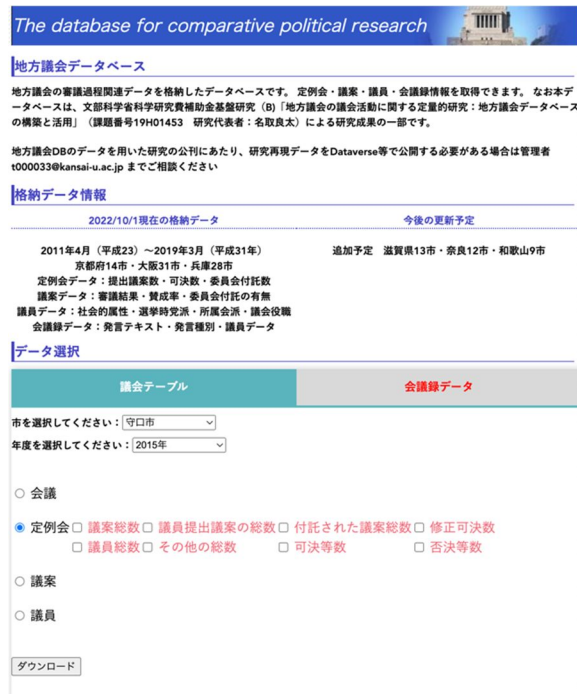 The database for comparative political research
地方議会データベース
地方議会の審議過程関連データを格納したデータベースです。 定例会・議案・議員・会議録情報を取得できます。 なお本デ
ータベースは、文部科学省科学研究費補助金基盤研究（B)「地方議会の議会活動に関する定量的研究：地方議会データベース
の構築と活用」（課題番号19H01453　研究代表者：名取良太）による研究成果の一部です。
地方議会DBのデータを用いた研究の公刊にあたり、研究再現データをDataverse等で公開する必要がある場合は管理者
t000033@kansai-u.ac.jp までご相談ください
格納データ情報
2022/10/1現在の格納データ
今後の更新予定
2011年4月（平成23）～2019年3月（平成31年）
追加予定　滋賀県13市・奈良12市・和歌山9市
京都府14市・大阪31市・兵庫28市
定例会データ：提出議案数・可決数・委員会付託数
議案データ：審議結果・賛成率・委員会付託の有無
議員データ：社会的属性・選挙時党派・所属会派・議会役職
会議録データ：発言テキスト・発言種別・議員データ
データ選択
議会テーブル
会議録データ
市を選択してください：守口市
年度を選択してください：2015年
会議
定例会 議案総数 議員提出議案の総数 付託された議案総数 修正可決数
議員総数 その他の総数 可決等数 否決等数
議案
議員
ダウンロード